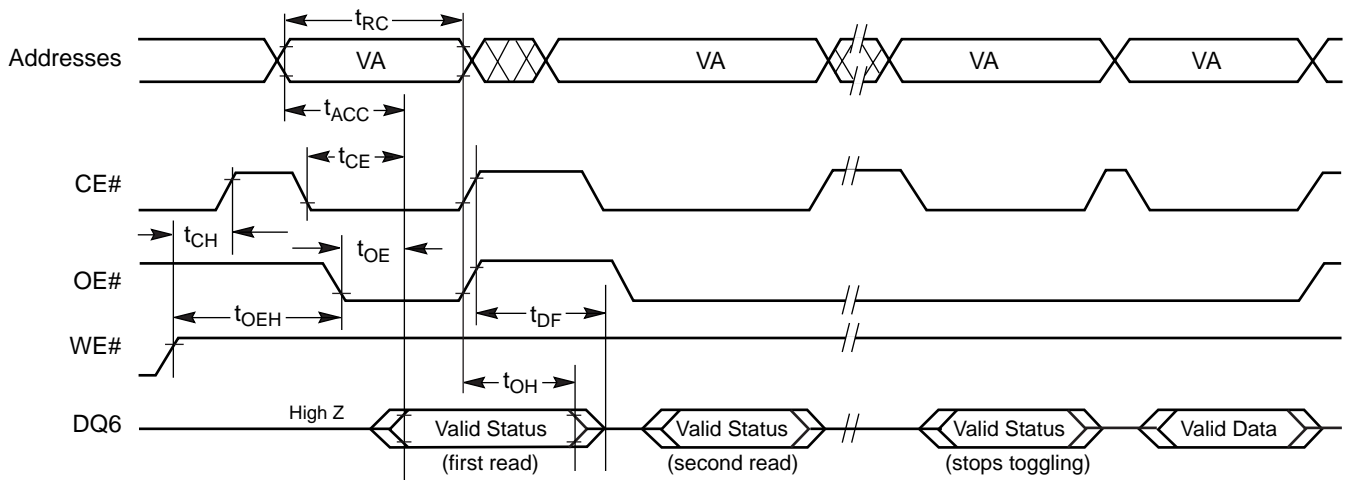 tRC
Addresses VA VA VA VA
tACC
tCE
CE#
tCH tOE
OE#
tOEH tDF
WE#
tOH
High Z
DQ6 Valid Status Valid Status Valid Status Valid Data
(first read) (second read) (stops toggling)